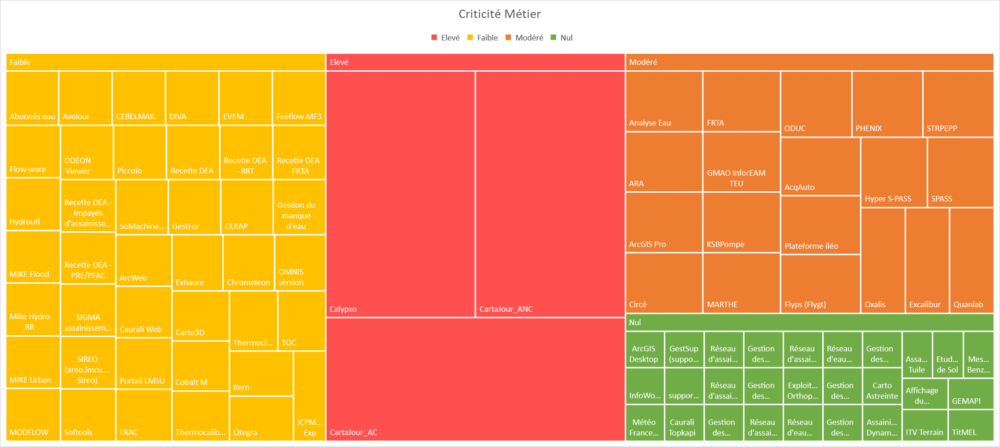 Criticité Métier
Elevé
Faible
Modéré
Nul
Faible
Abonnés eau
Avelour
CEBELMAIL
DIVA
EVEM
Feeflow MF3
Flow-ware
ODEON
Viewer
Piccolo
Recette DEA
Recette DEA
- BRT
Recette DEA
- FRTA
Hydrouti
Recette DEA -
Impayés
d'assainisse...
SoMachine...
GestFor
OUIAP
Gestion du
manque
d'eau
MIKE Flood
Recette DEA -
PRE/PFAC
ArcWeb
Exhaure
Chromeleon
OMNIS
version
Mike Hydro
RR
SIGMA
assainissem...
Caurali Web
Carto3D
Thermocl...
TOC
MIKE Urban
SIREO
(areo.lmcu....
Sireo)
Portail LMSU
Cobalt M
Kern
MODFLOW
Softools
TRAC
Thermocalib...
Qtegra
ICPM...
Exp
Elevé
Calypso
CartaJour_ANC
CartaJour_AC
Modéré
Analyse Eau
FRTA
ODUC
PHENIX
STRPEPP
ARA
GMAO InforEAM
TEU
AcqAuto
Hyper S-PASS
SPASS
ArcGIS Pro
KSBPompe
Plateforme iléo
Circé
MARTHE
Flyps (Flygt)
Oxalis
Excalibur
Quanlab
Nul
ArcGIS
Desktop
GestSup
(suppo...
Réseau
d'assai...
Gestion
des...
Réseau
d'assai...
Réseau
d'eau...
Gestion
des...
Assa...
Tuile
Etud...
de Sol
Mes...
Benz...
InfoWo...
suppor...
Réseau
d'assai...
Gestion
des...
Exploit...
Orthop...
Gestion
des...
Carto
Astreinte
Affichage
du...
GEMAPI
Météo
France...
Caurali
Topkapi
Gestion
des...
Réseau
d'assai...
Réseau
d'eau...
Gestion
des...
Assaini...
Dynam...
ITV Terrain
TitMEL